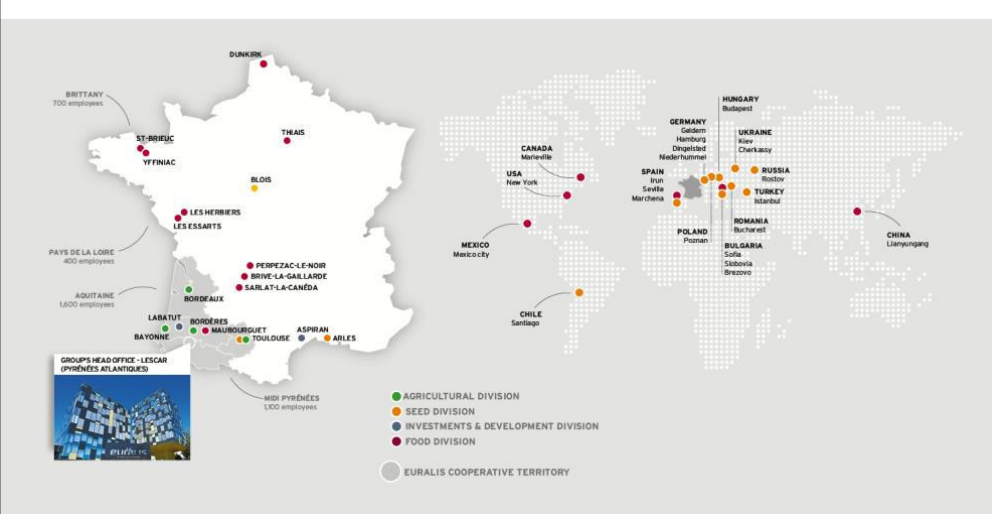 DUNKIRK
BRITTANY
700 employees
ST-BRIEUC
YFFINIAC
THIAIS
BLOIS
LES HERBIERS
LES ESSARTS
PAYS DE LA LOIRE
400 employees
PERPEZAC-LE-NOIR
BRIVE-LA-GAILLARDE
SARLAT-LA-CANÉDA
AQUITAINE
1,600 employees
BORDEAUX
LABATUT
BORDÈRES
BAYONNE
MAUBOURGUET
TOULOUSE
ASPIRAN
ARLES
GROUP'S HEAD OFFICE - LESCAR
(PYRÉNÉES ATLANTIQUES)
euralis
MIDI PYRÉNÉES
1,100 employees
HUNGARY
Budapest
GERMANY
Geldern
Hamburg
Dingelsted
Niederhummel
UKRAINE
Kiev
Cherkassy
CANADA
Marieville
USA
New York
SPAIN
Irun
Seville
Marchena
RUSSIA
Rostov
TURKEY
Istanbul
MEXICO
Mexico city
POLAND
Poznan
ROMANIA
Bucharest
BULGARIA
Sofia
Slobovia
Brezovo
CHINA
Lianyungang
CHILE
Santiago
AGRICULTURAL DIVISION
SEED DIVISION
INVESTMENTS & DEVELOPMENT DIVISION
FOOD DIVISION
EURALIS COOPERATIVE TERRITORY